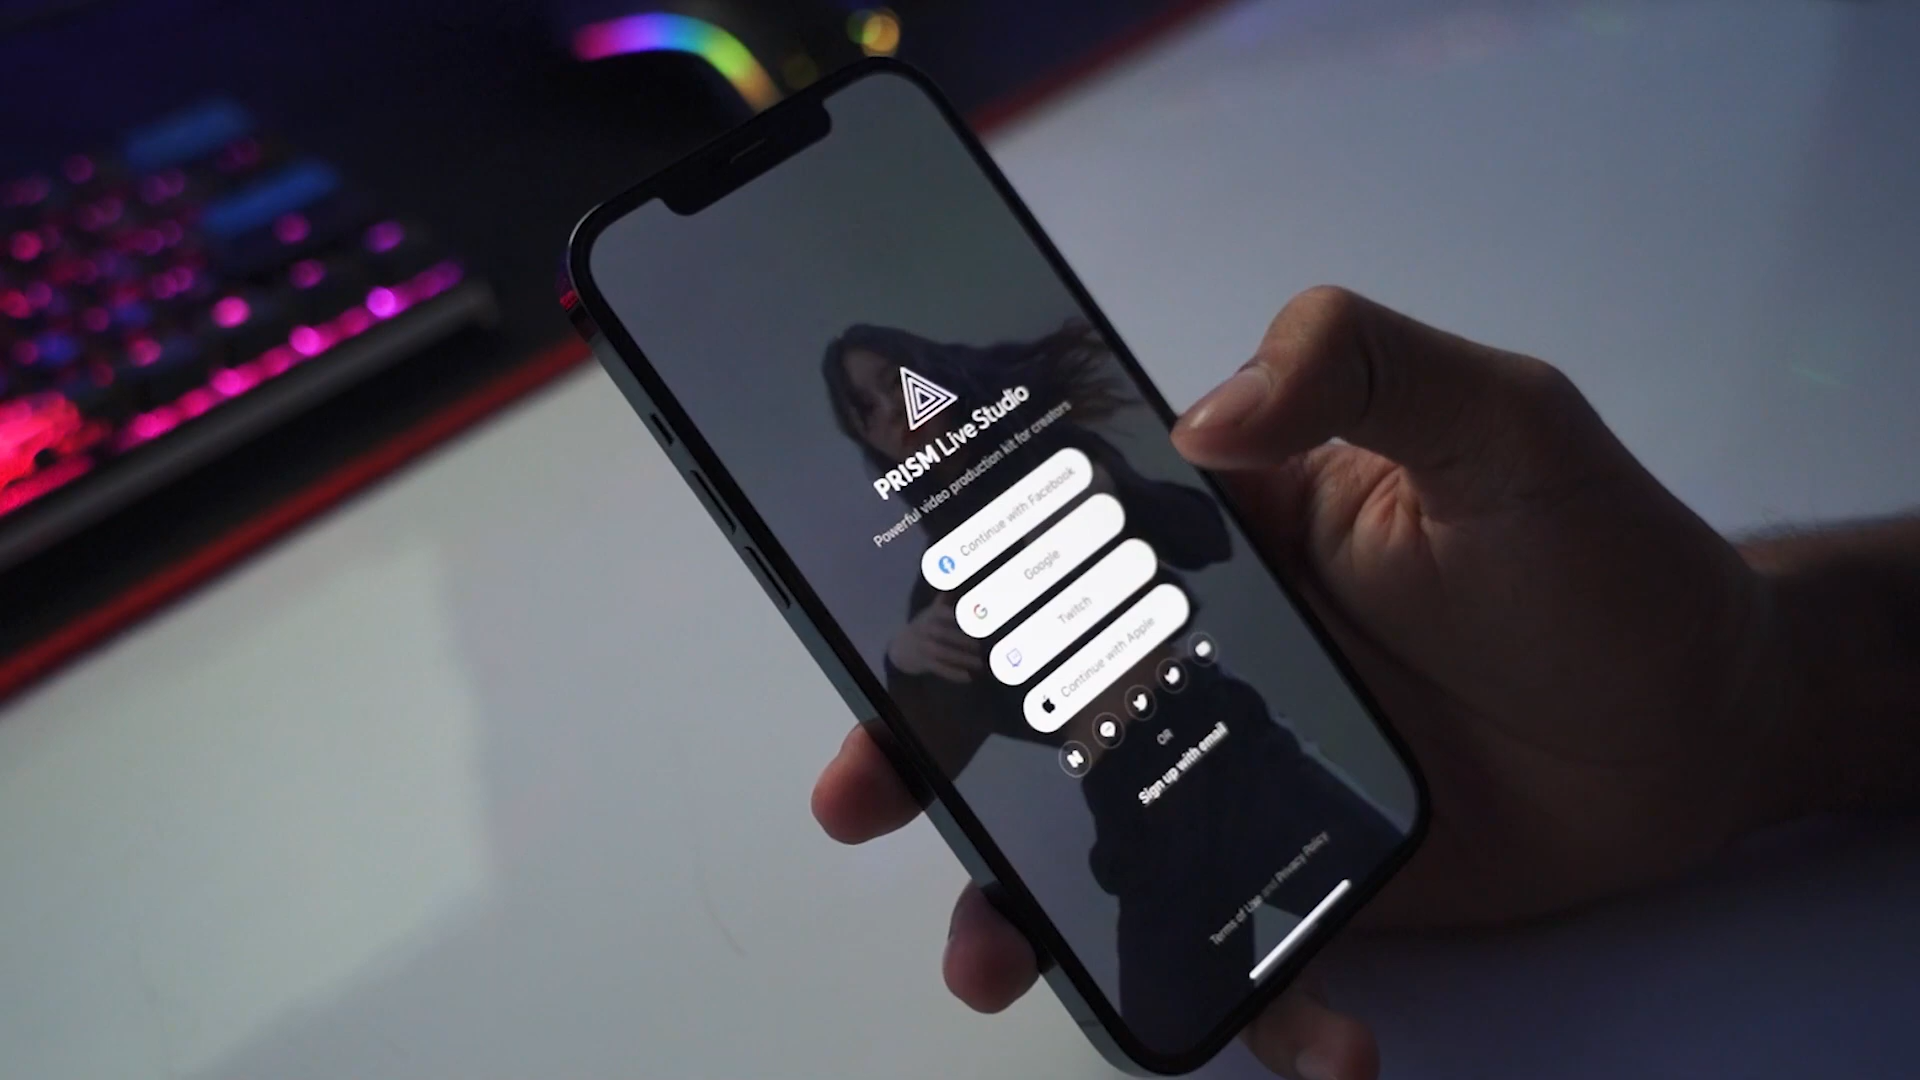 PRISM Live Studio
Powerful video production kit for creators
Continue with Facebook
Google
Twitch
Continue with Apple
OR
Sign up with email
Terms of Use and Privacy Policy